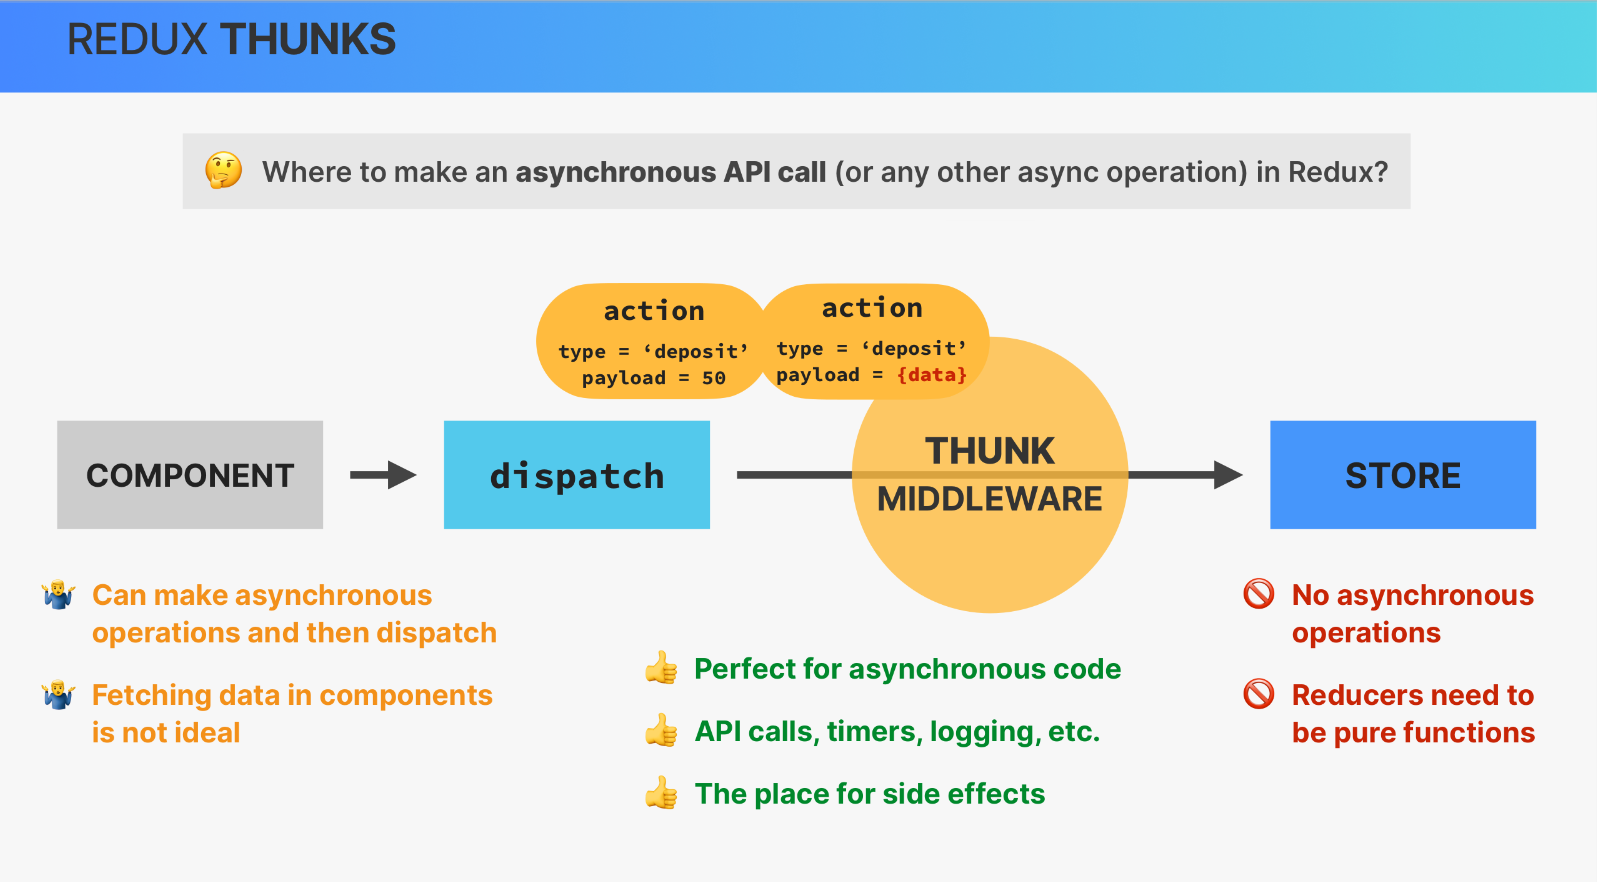 REDUX THUNKS
🤔 Where to make an asynchronous API call (or any other async operation) in Redux?
action
type = ‘deposit’
payload = 50
action
type = ‘deposit’
payload = {data}
COMPONENT
dispatch
THUNK
MIDDLEWARE
STORE
🤷‍♂️ Can make asynchronous
operations and then dispatch
🤷‍♂️ Fetching data in components
is not ideal
👍 Perfect for asynchronous code
👍 API calls, timers, logging, etc.
👍 The place for side effects
🚫 No asynchronous
operations
🚫 Reducers need to
be pure functions